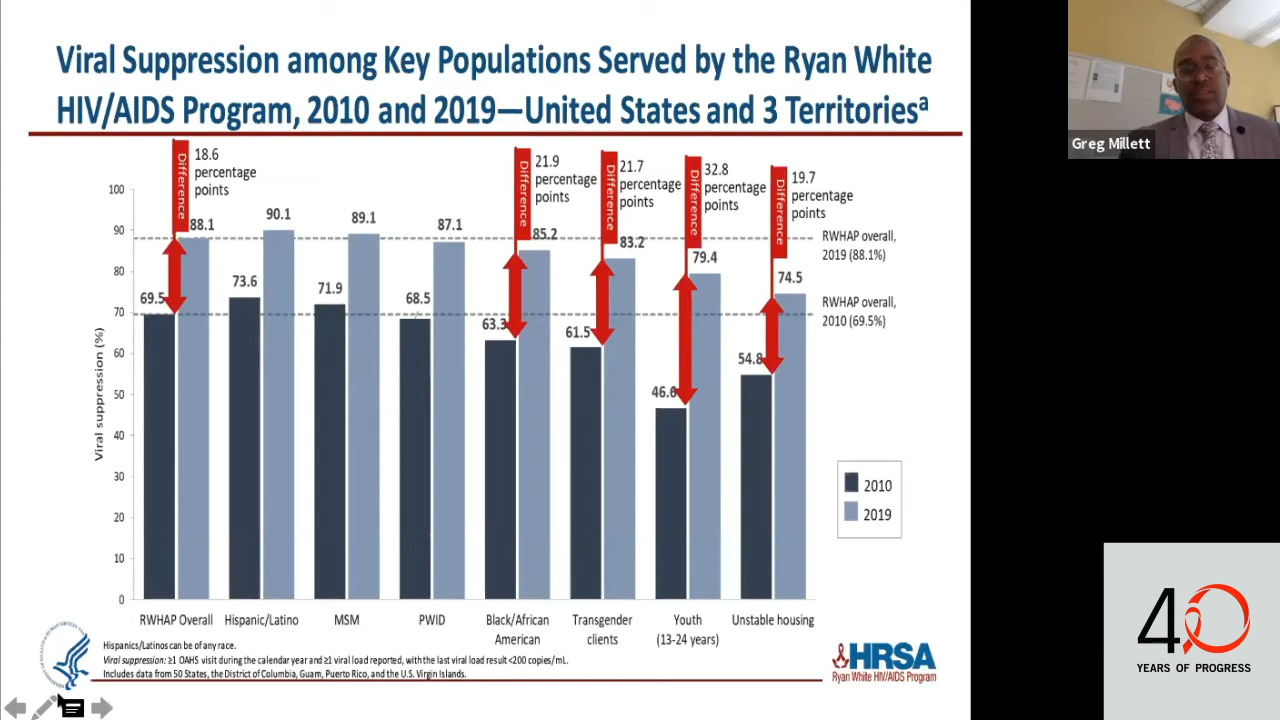 Viral Suppression among Key Populations Served by the Ryan White
HIV/AIDS Program, 2010 and 2019—United States and 3 Territoriesᵃ
Greg Millett
Difference
18.6
percentage
points
Difference
21.9
percentage
points
Difference
21.7
percentage
points
Difference
32.8
percentage
points
Difference
19.7
percentage
points
Viral suppression (%)
100
90
80
70
60
50
40
30
20
10
0
69.5
88.1
73.6
90.1
71.9
89.1
68.5
87.1
63.3
85.2
61.5
83.2
46.6
79.4
54.8
74.5
RWHAP overall,
2019 (88.1%)
RWHAP overall,
2010 (69.5%)
2010
2019
RWHAP Overall
Hispanic/Latino
MSM
PWID
Black/African
American
Transgender
clients
Youth
(13-24 years)
Unstable housing
Hispanics/Latinos can be of any race.
Viral suppression: ≥1 OAHS visit during the calendar year and ≥1 viral load reported, with the last viral load result <200 copies/mL.
Includes data from 50 States, the District of Columbia, Guam, Puerto Rico, and the U.S. Virgin Islands.
HRSA
Ryan White HIV/AIDS Program
40
YEARS OF PROGRESS